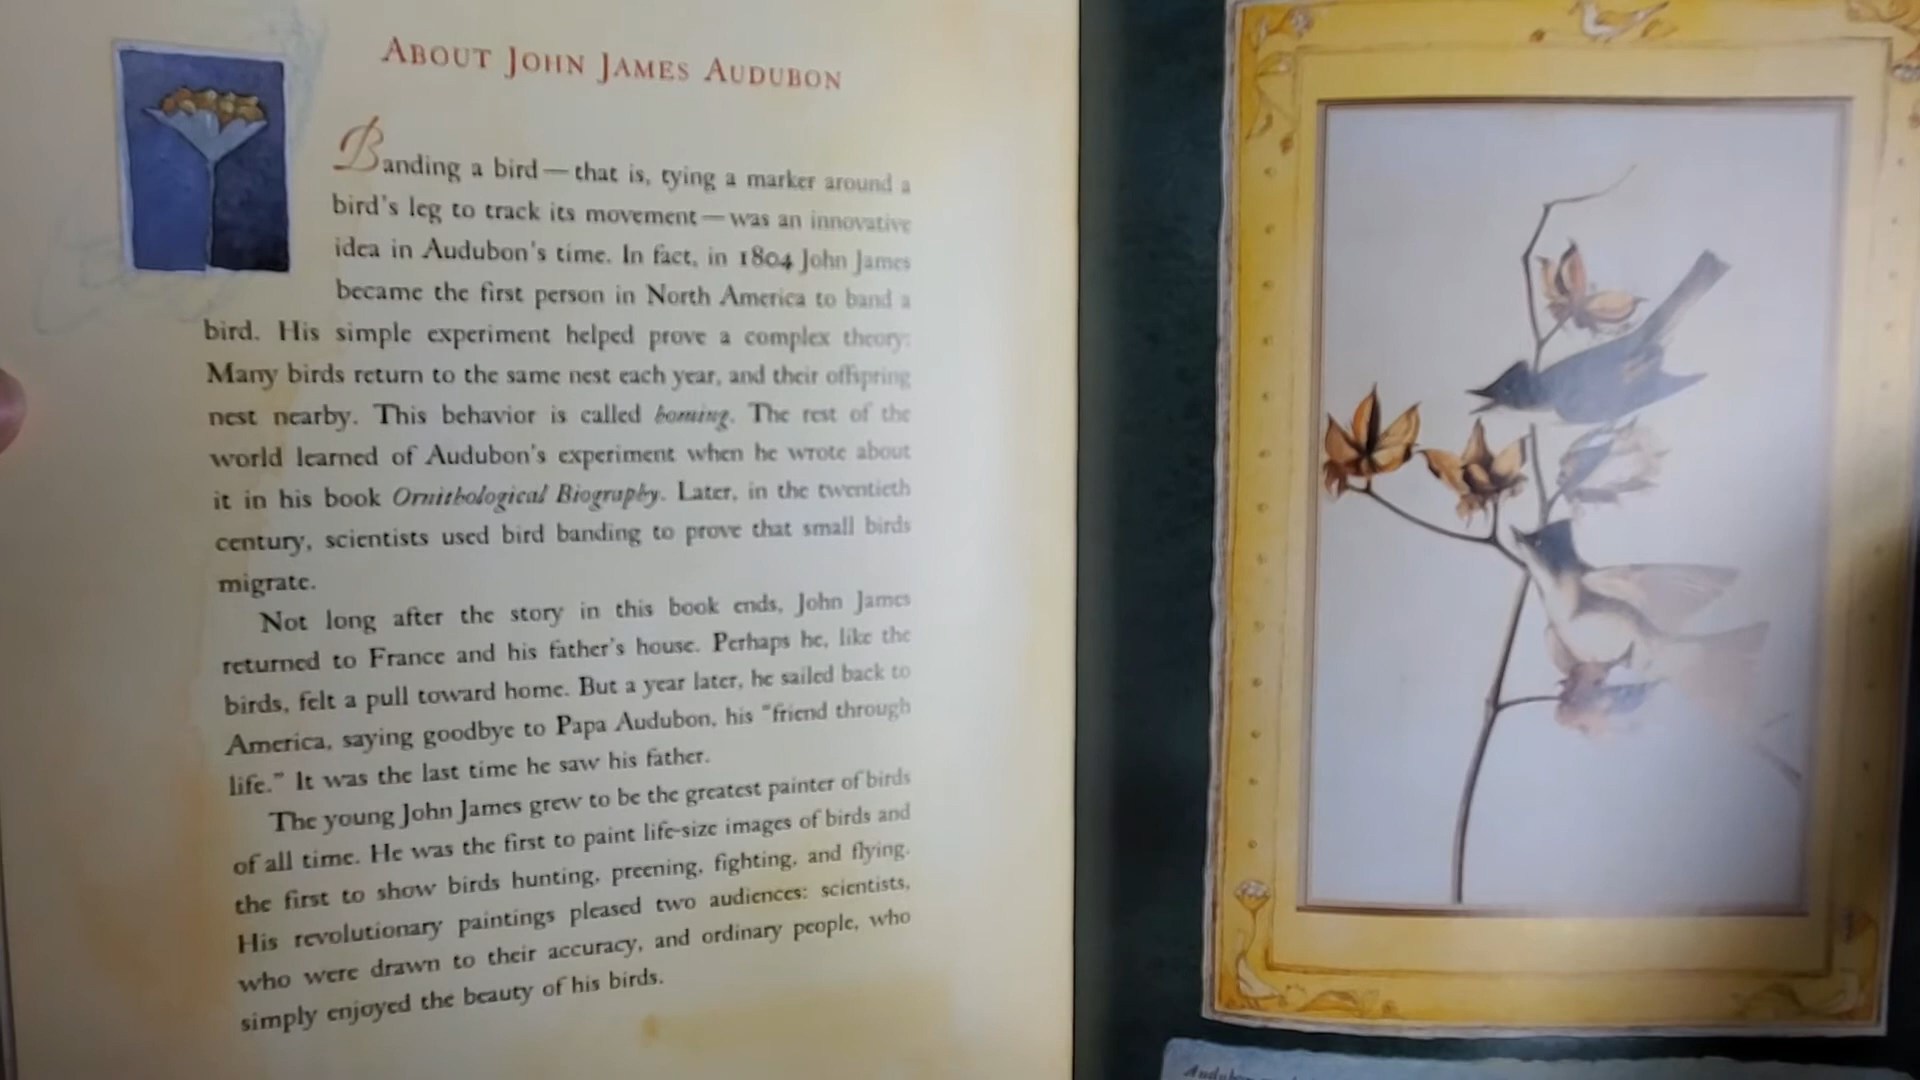 ABOUT JOHN JAMES AUDUBON
Banding a bird — that is, tying a marker around a
bird's leg to track its movement — was an innovative
idea in Audubon's time. In fact, in 1804 John James
became the first person in North America to band a
bird. His simple experiment helped prove a complex theory:
Many birds return to the same nest each year, and their offspring
nest nearby. This behavior is called homing. The rest of the
world learned of Audubon's experiment when he wrote about
it in his book Ornithological Biography. Later, in the twentieth
century, scientists used bird banding to prove that small birds
migrate.
Not long after the story in this book ends, John James
returned to France and his father's house. Perhaps he, like the
birds, felt a pull toward home. But a year later, he sailed back to
America, saying goodbye to Papa Audubon, his "friend through
life." It was the last time he saw his father.
The young John James grew to be the greatest painter of birds
of all time. He was the first to paint life-size images of birds and
the first to show birds hunting, preening, fighting, and flying.
His revolutionary paintings pleased two audiences: scientists,
who were drawn to their accuracy, and ordinary people, who
simply enjoyed the beauty of his birds.